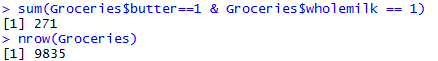 > sum(Groceries$butter==1 & Groceries$wholemilk == 1)
[1] 271
> nrow(Groceries)
[1] 9835